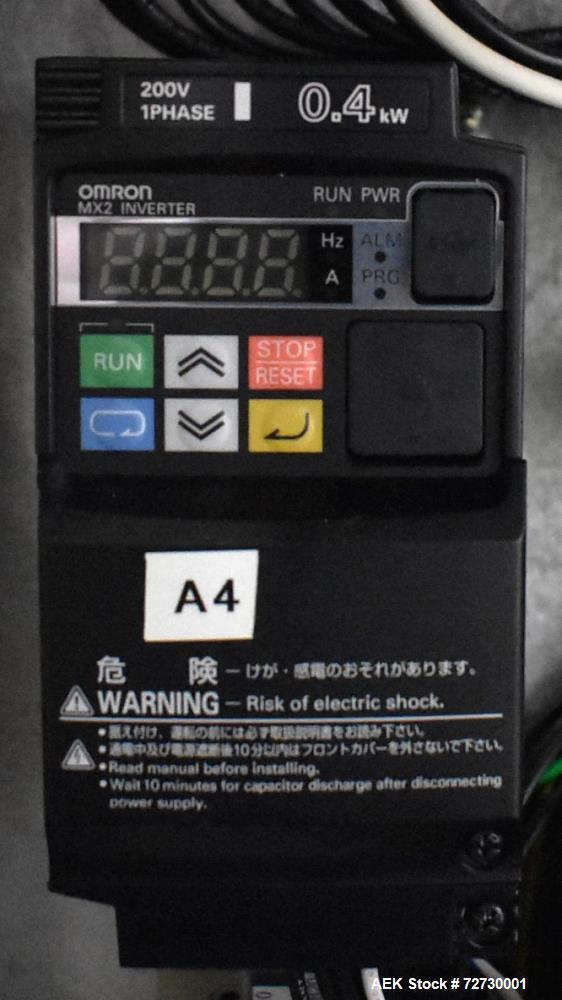 200V
1PHASE
0.4kW
OMRON
MX2 INVERTER
RUN PWR
Hz
ALM
A
PRG
RUN
STOP
RESET
A4
危 険 – けが・感電のおそれがあります。
WARNING – Risk of electric shock.
•据え付け、運転の前には必ず取扱説明書をお読み下さい。
•通電中及び電源遮断後10分以内はフロントカバーを外さないで下さい。
•Read manual before installing.
•Wait 10 minutes for capacitor discharge after disconnecting
power supply.
AEK Stock # 72730001